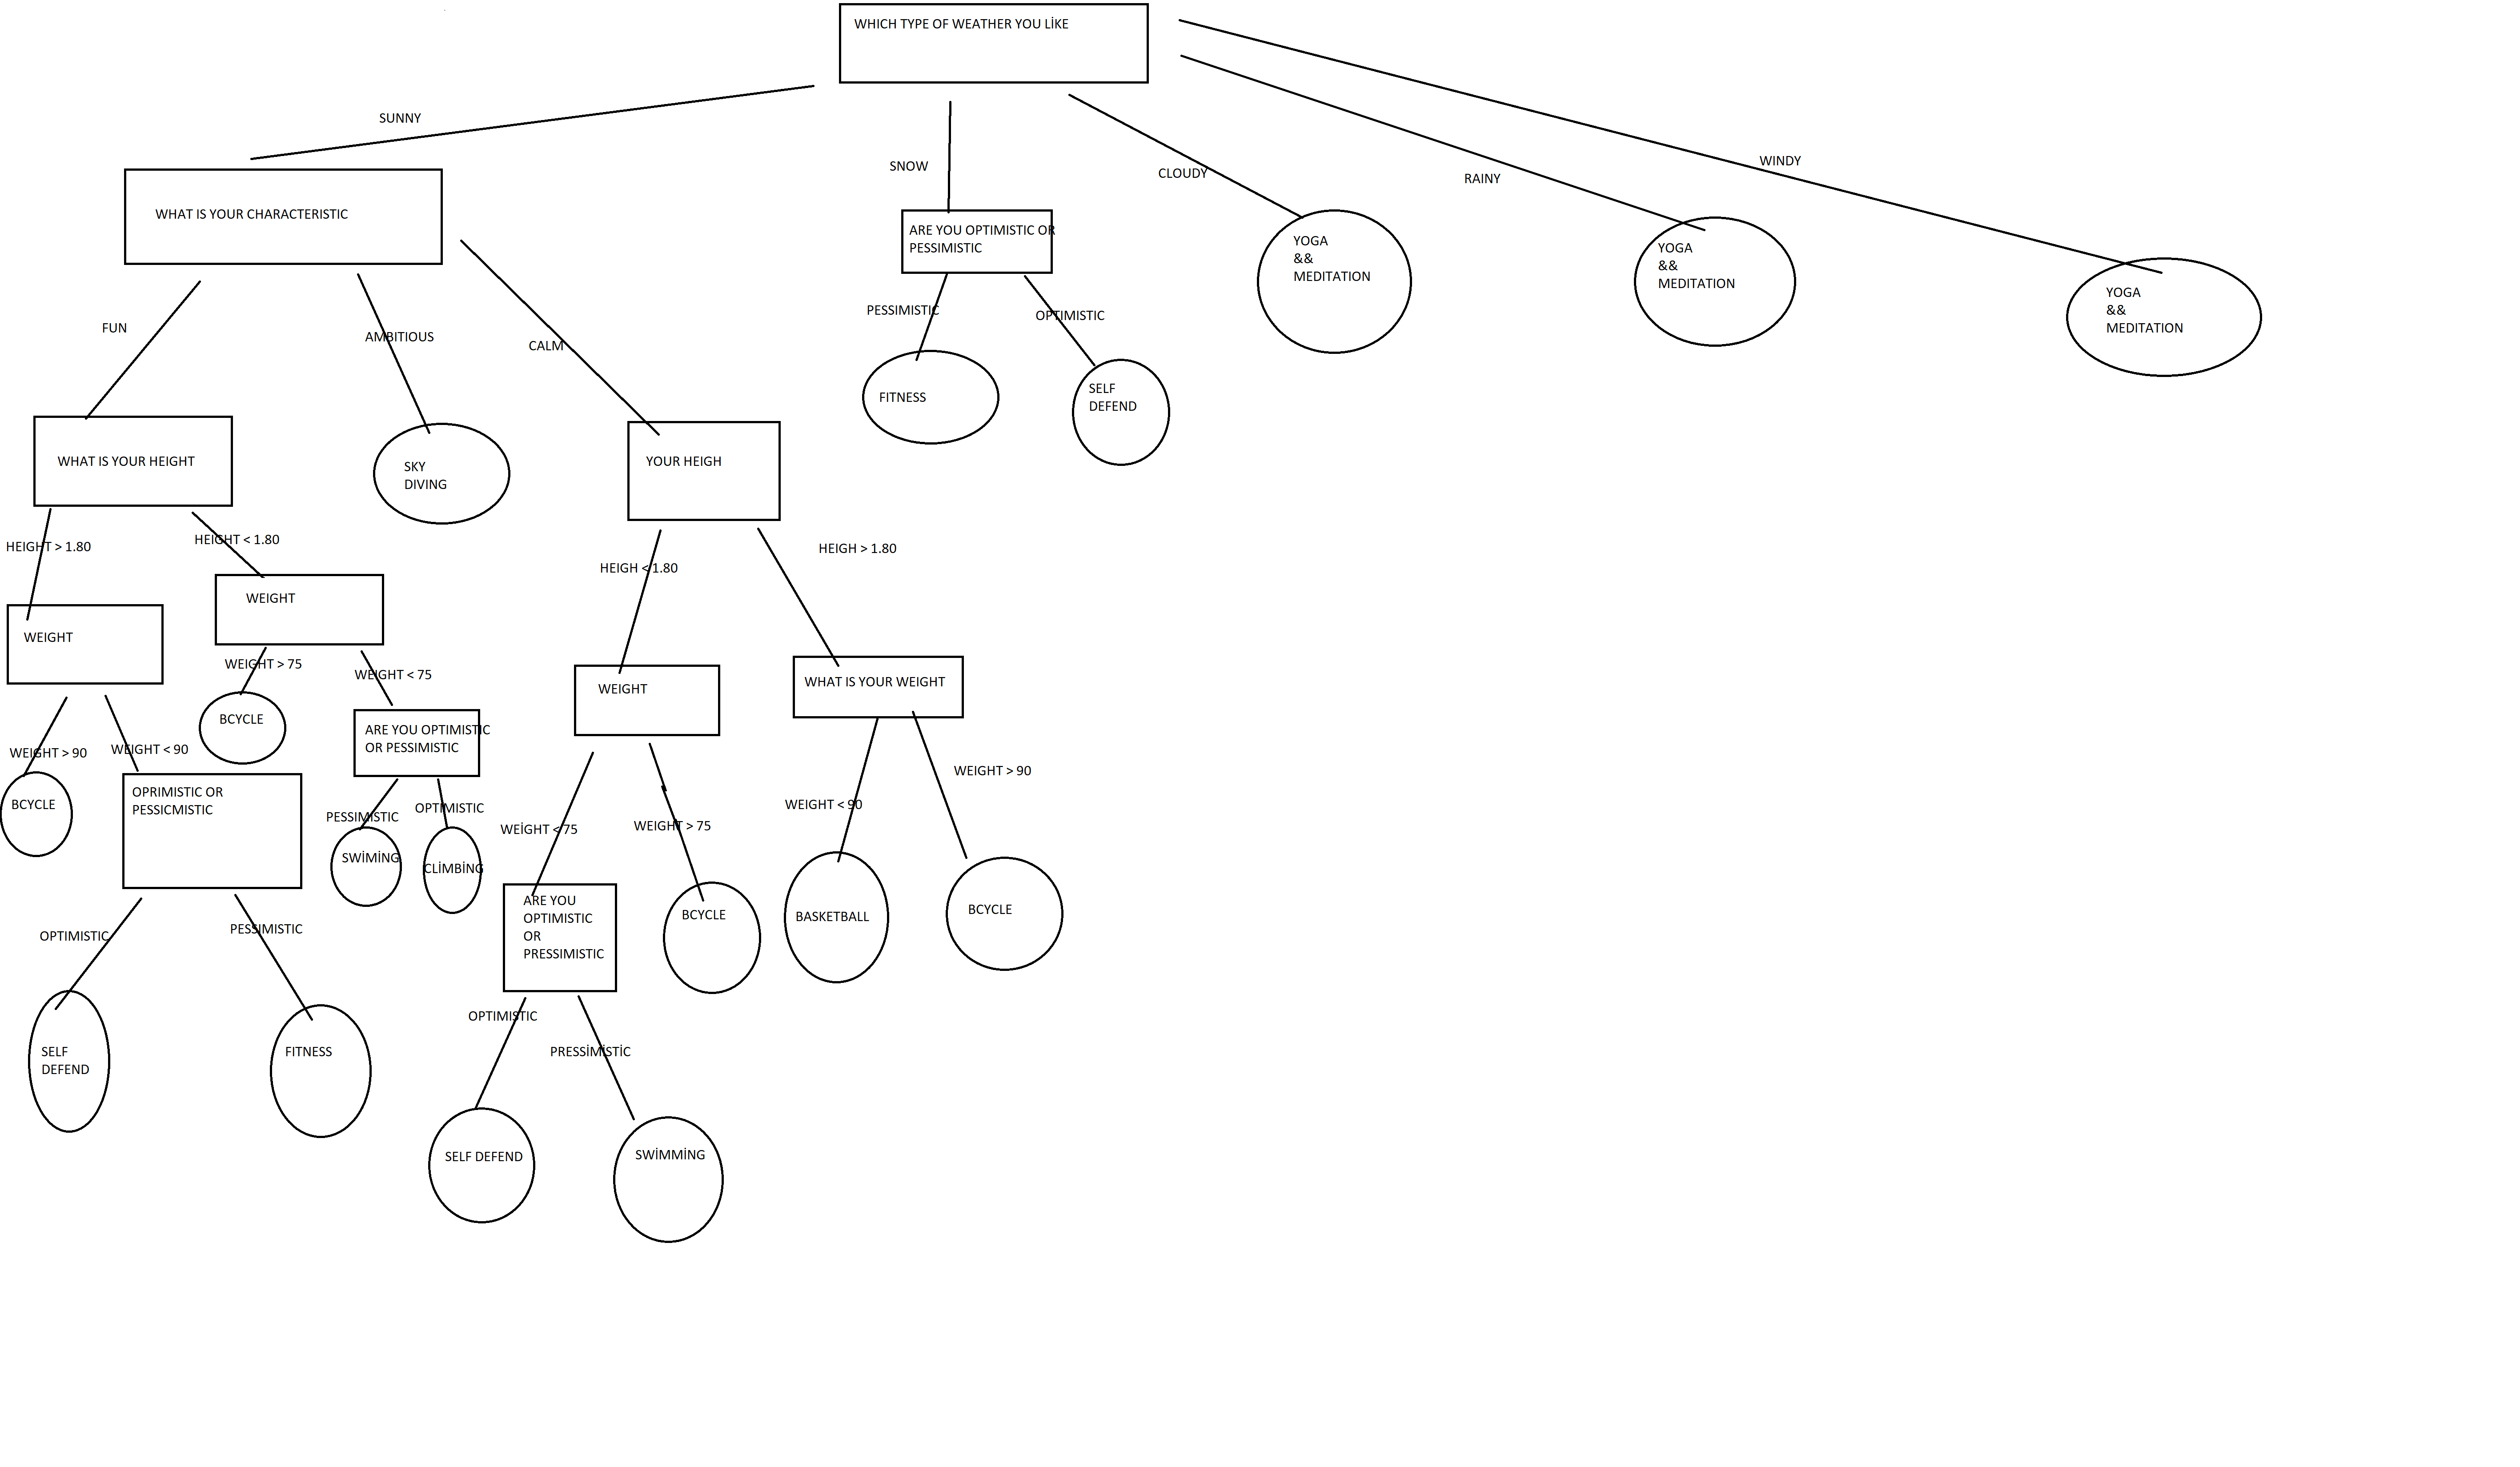 WHICH TYPE OF WEATHER YOU LİKE
SUNNY
SNOW
CLOUDY
RAINY
WINDY
WHAT IS YOUR CHARACTERISTIC
ARE YOU OPTIMISTIC OR
PESSIMISTIC
YOGA
&&
MEDITATION
YOGA
&&
MEDITATION
YOGA
&&
MEDITATION
FUN
AMBITIOUS
CALM
PESSIMISTIC
OPTIMISTIC
FITNESS
SELF
DEFEND
WHAT IS YOUR HEIGHT
SKY
DIVING
YOUR HEIGH
HEIGHT > 1.80
HEIGHT < 1.80
HEIGH < 1.80
HEIGH > 1.80
WEIGHT
WEIGHT
WEIGHT > 75
WEIGHT < 75
WEIGHT
WHAT IS YOUR WEIGHT
BCYCLE
ARE YOU OPTIMISTIC
OR PESSIMISTIC
WEIGHT > 90
WEIGHT < 90
BCYCLE
OPRIMISTIC OR
PESSICMISTIC
PESSIMISTIC
OPTIMISTIC
SWİMİNG
CLİMBİNG
WEİGHT < 75
WEIGHT > 75
WEIGHT < 90
WEIGHT > 90
ARE YOU
OPTIMISTIC
OR
PRESSIMISTIC
BCYCLE
BASKETBALL
BCYCLE
OPTIMISTIC
PESSIMISTIC
SELF
DEFEND
FITNESS
OPTIMISTIC
PRESSİMİSTİC
SELF DEFEND
SWİMMİNG